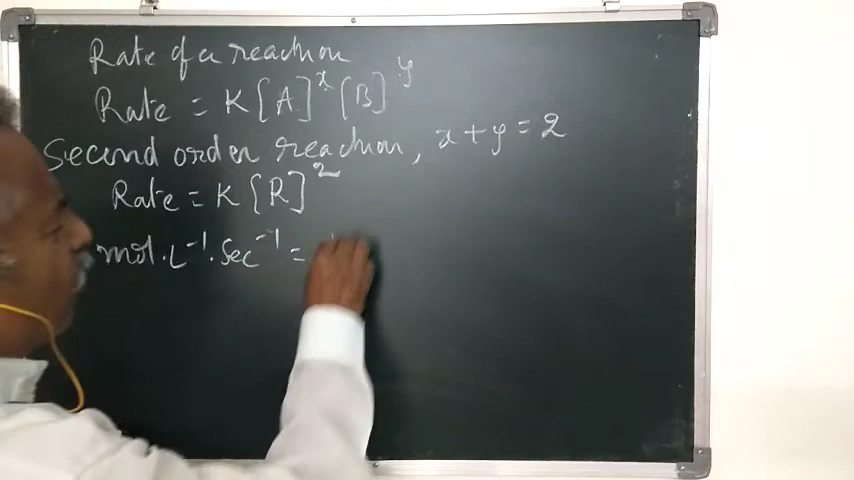 Rate of a reaction
Rate = K[A]^x [B]^y
Second order reaction, x + y = 2
Rate = K[R]^2
mol.L^-1.Sec^-1 =